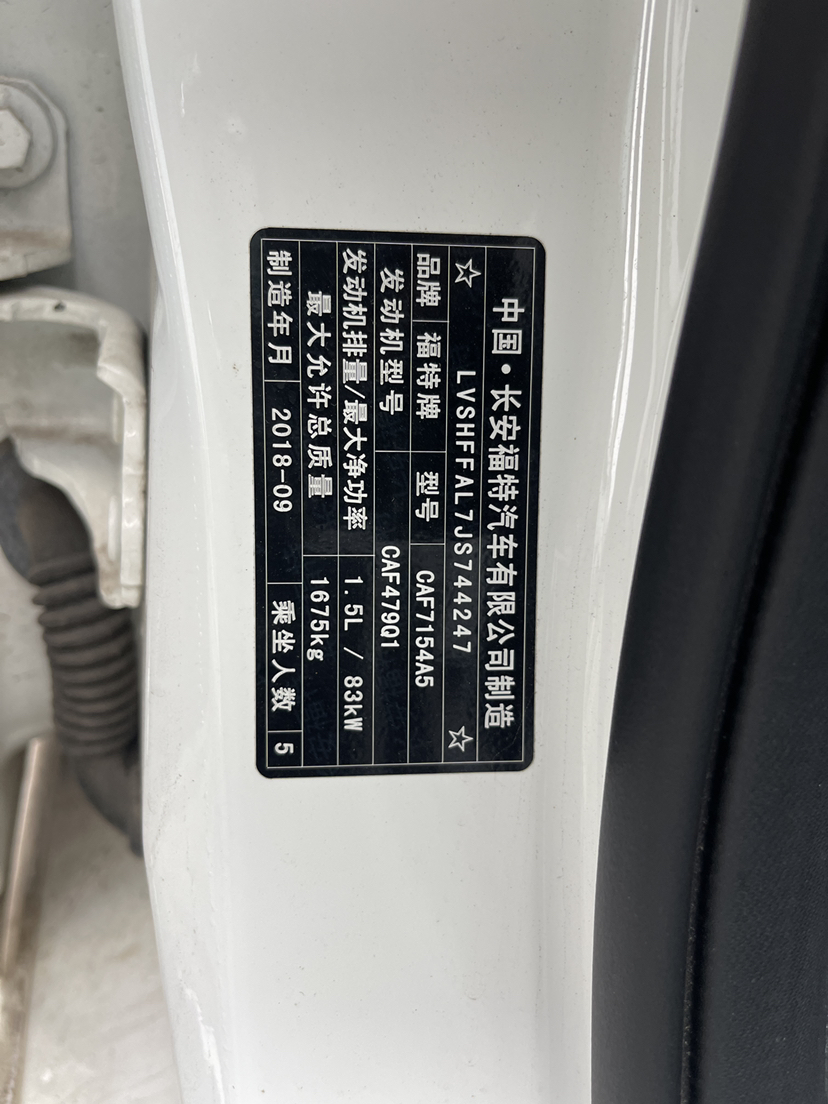 中国·长安福特汽车有限公司制造
☆ LVSHFFAL7JS744247 ☆
品牌 福特牌 型号 CAF7154A5
发动机型号 CAF479Q1
发动机排量/最大净功率 1.5L / 83kW
最大允许总质量 1675kg
制造年月 2018-09 乘坐人数 5